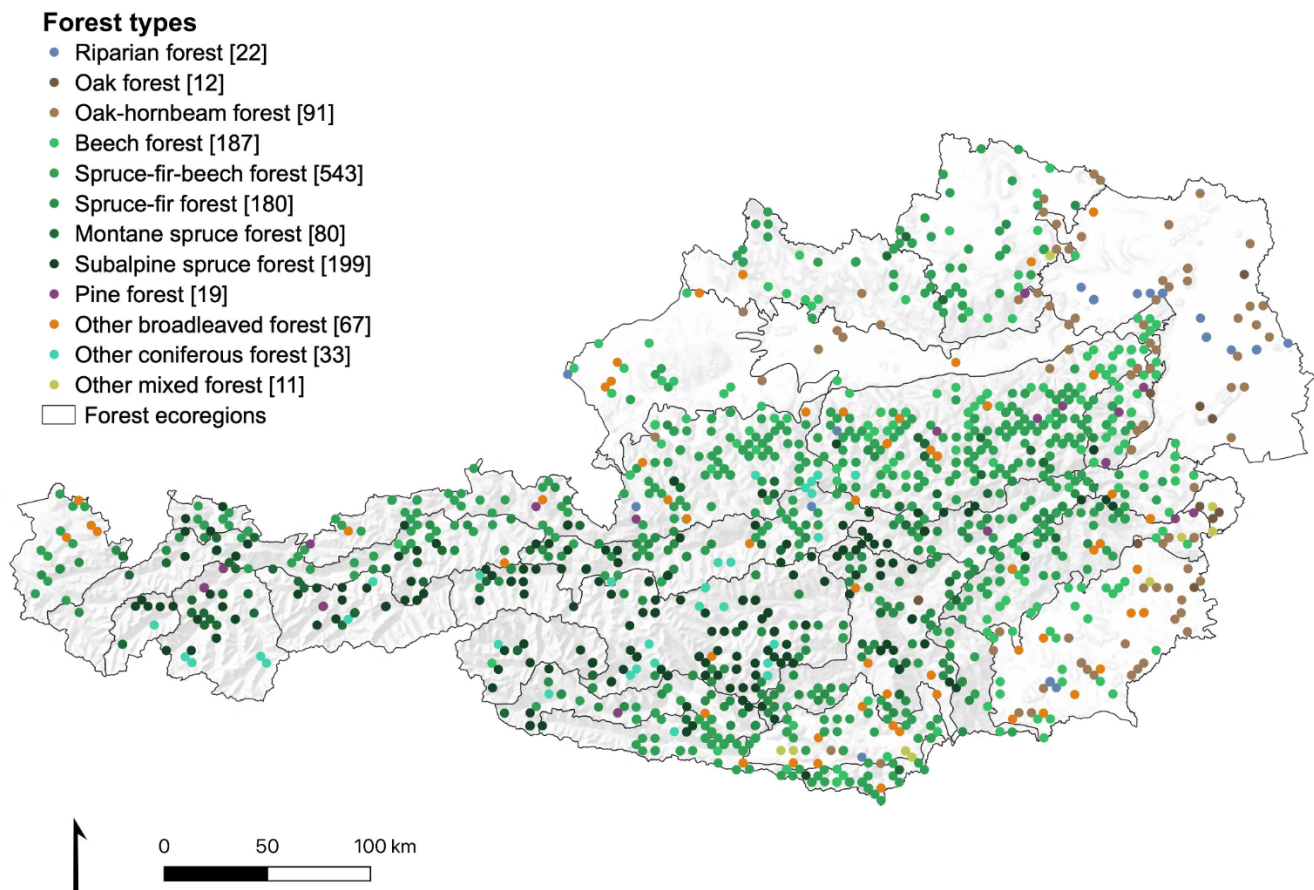 Forest types
Riparian forest [22]
Oak forest [12]
Oak-hornbeam forest [91]
Beech forest [187]
Spruce-fir-beech forest [543]
Spruce-fir forest [180]
Montane spruce forest [80]
Subalpine spruce forest [199]
Pine forest [19]
Other broadleaved forest [67]
Other coniferous forest [33]
Other mixed forest [11]
Forest ecoregions
0 50 100 km